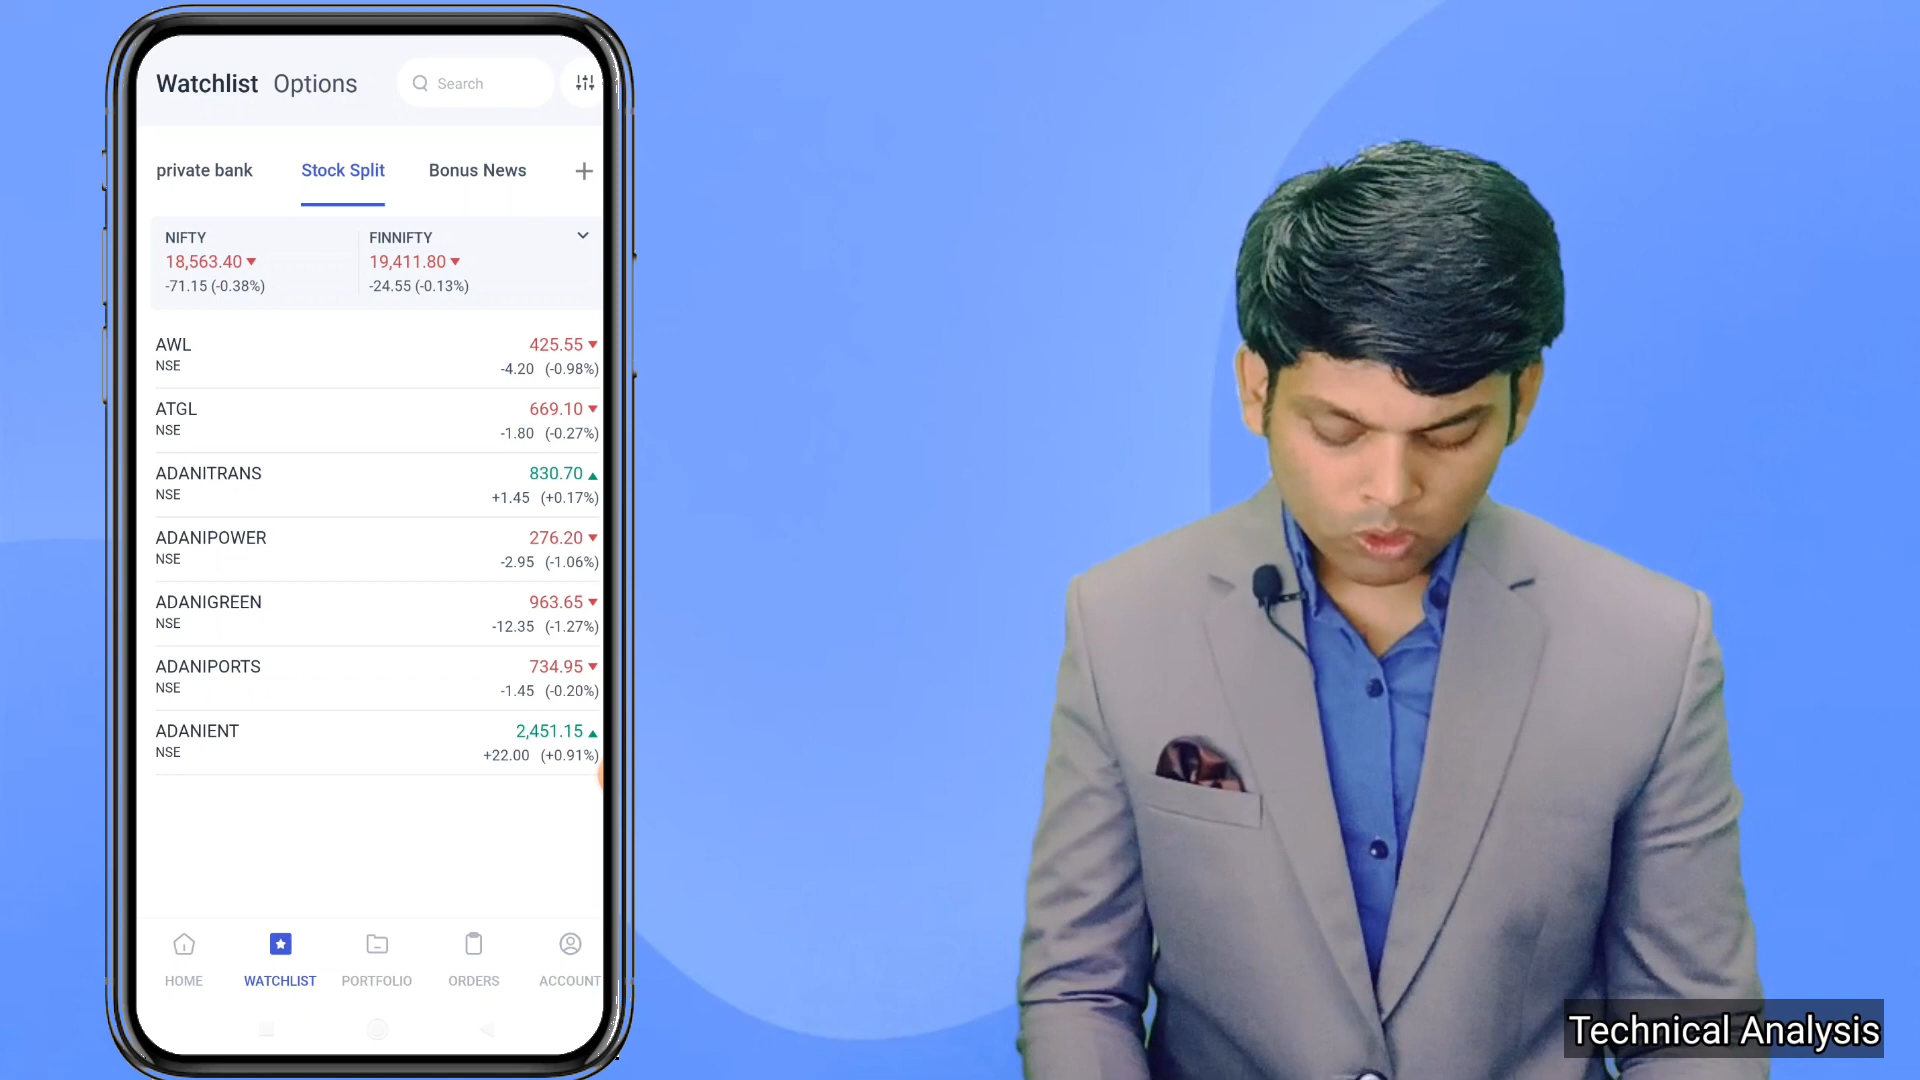 Watchlist Options Search
private bank Stock Split Bonus News
NIFTY FINNIFTY
18,563.40 19,411.80
-71.15 (-0.38%) -24.55 (-0.13%)
AWL 425.55
NSE -4.20 (-0.98%)
ATGL 669.10
NSE -1.80 (-0.27%)
ADANITRANS 830.70
NSE +1.45 (+0.17%)
ADANIPOWER 276.20
NSE -2.95 (-1.06%)
ADANIGREEN 963.65
NSE -12.35 (-1.27%)
ADANIPORTS 734.95
NSE -1.45 (-0.20%)
ADANIENT 2,451.15
NSE +22.00 (+0.91%)
HOME WATCHLIST PORTFOLIO ORDERS ACCOUNT
Technical Analysis